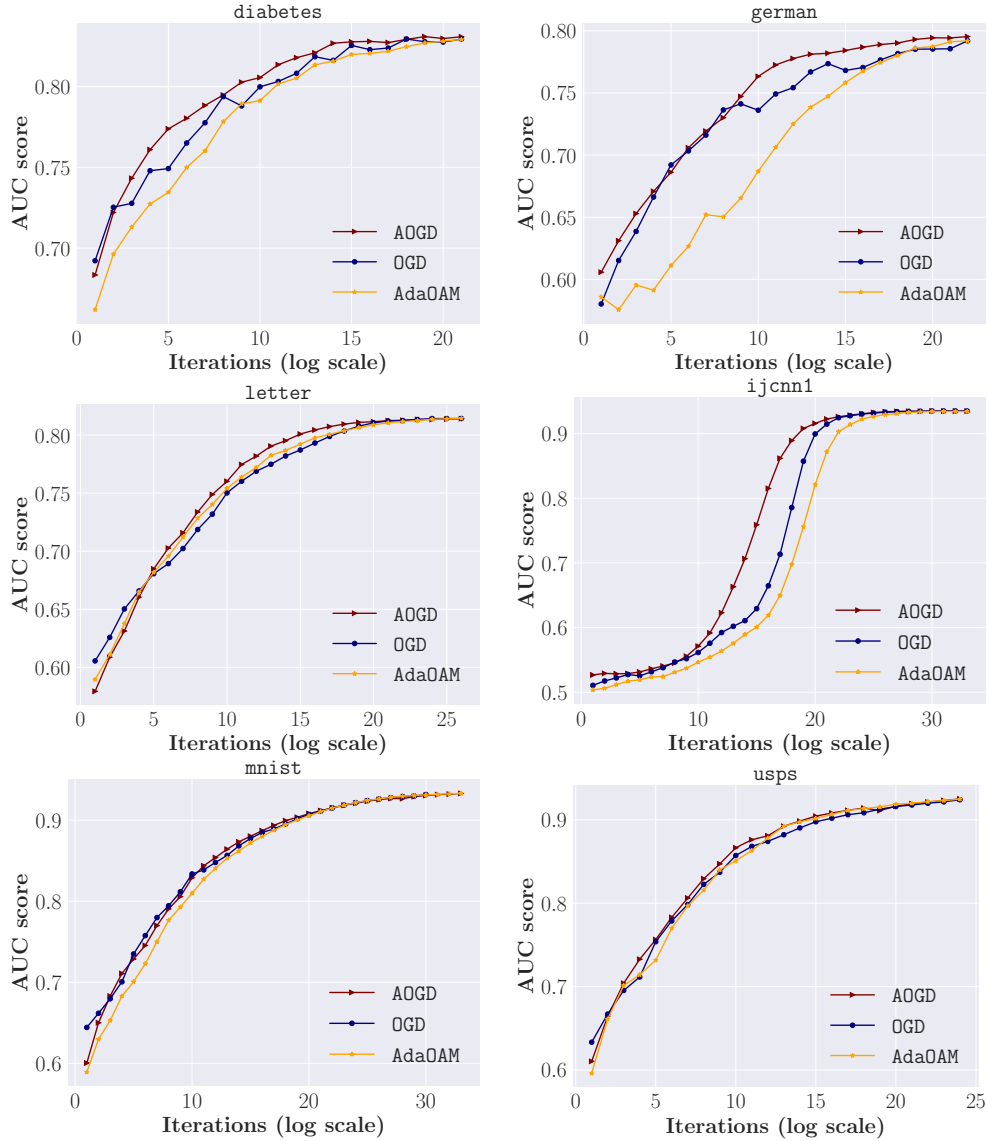 diabetes
AUC score
0.80
0.75
0.70
AOGD
OGD
AdaOAM
0 5 10 15 20
Iterations (log scale)
german
AUC score
0.80
0.75
0.70
0.65
0.60
AOGD
OGD
AdaOAM
0 5 10 15 20
Iterations (log scale)
letter
AUC score
0.80
0.75
0.70
0.65
0.60
AOGD
OGD
AdaOAM
0 5 10 15 20 25
Iterations (log scale)
ijcnn1
AUC score
0.9
0.8
0.7
0.6
0.5
AOGD
OGD
AdaOAM
0 10 20 30
Iterations (log scale)
mnist
AUC score
0.9
0.8
0.7
0.6
AOGD
OGD
AdaOAM
0 10 20 30
Iterations (log scale)
usps
AUC score
0.9
0.8
0.7
0.6
AOGD
OGD
AdaOAM
0 5 10 15 20 25
Iterations (log scale)